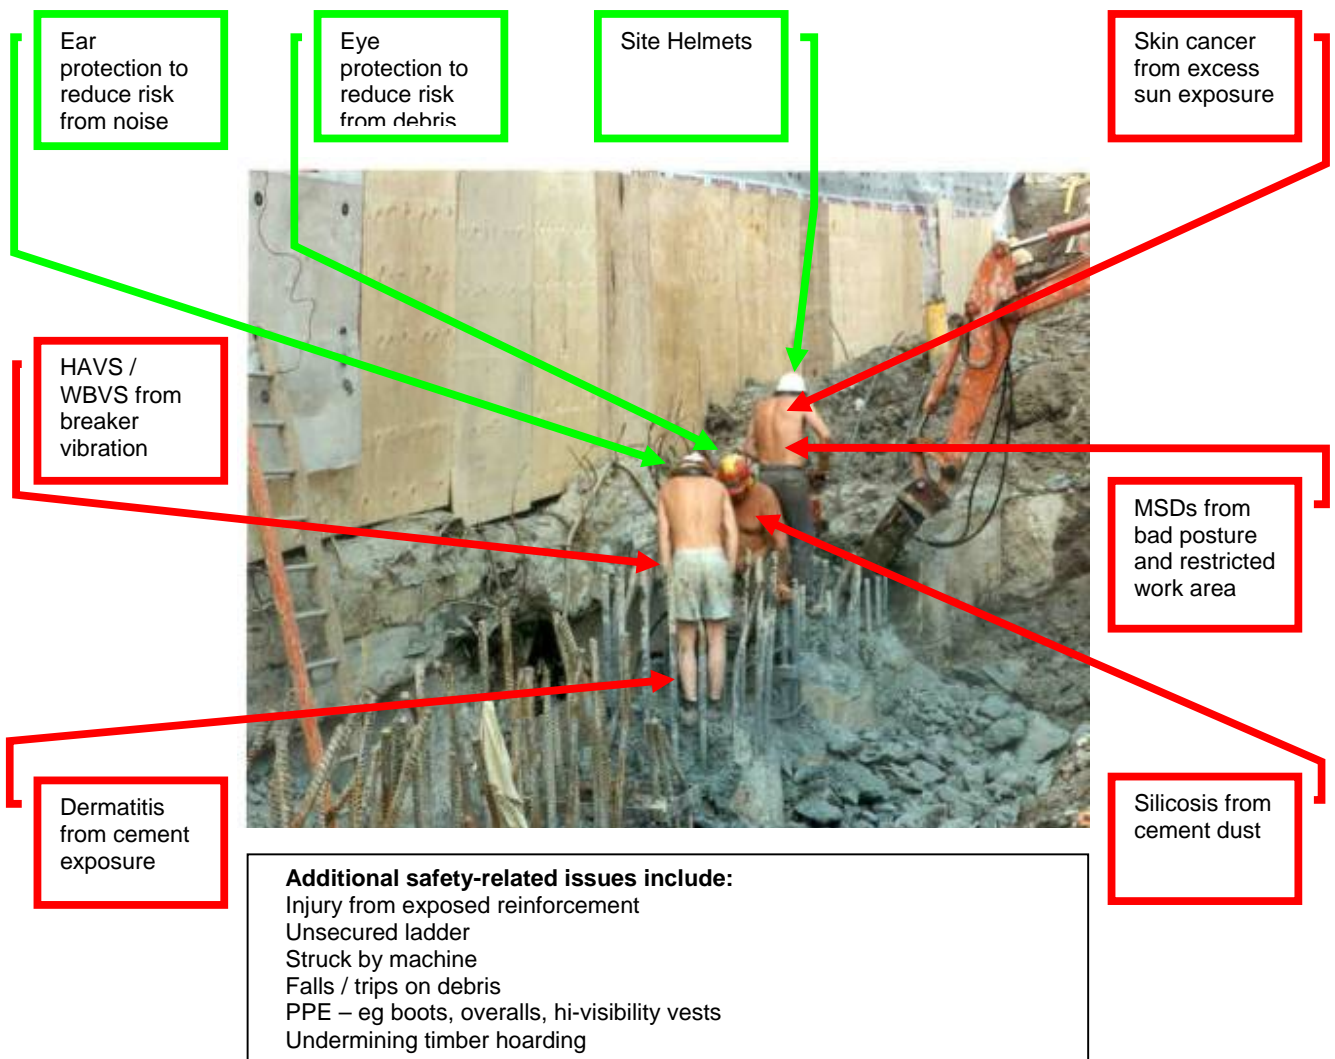 Ear
protection to
reduce risk
from noise
Eye
protection to
reduce risk
from debris
Site Helmets
Skin cancer
from excess
sun exposure
HAVS /
WBVS from
breaker
vibration
MSDs from
bad posture
and restricted
work area
Dermatitis
from cement
exposure
Silicosis from
cement dust
Additional safety-related issues include:
Injury from exposed reinforcement
Unsecured ladder
Struck by machine
Falls / trips on debris
PPE – eg boots, overalls, hi-visibility vests
Undermining timber hoarding